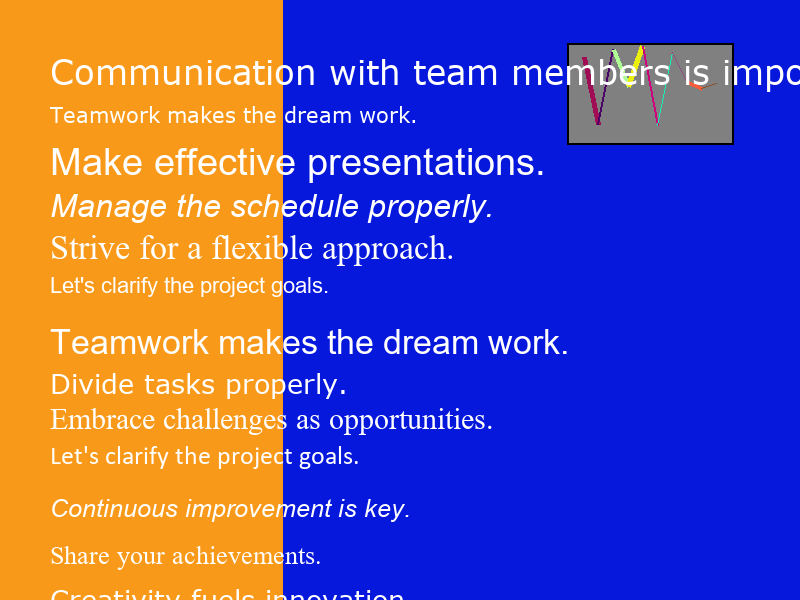 Communication with team members is impo
Teamwork makes the dream work.
Make effective presentations.
Manage the schedule properly.
Strive for a flexible approach.
Let's clarify the project goals.
Teamwork makes the dream work.
Divide tasks properly.
Embrace challenges as opportunities.
Let's clarify the project goals.
Continuous improvement is key.
Share your achievements.
Creativity fuels innovation